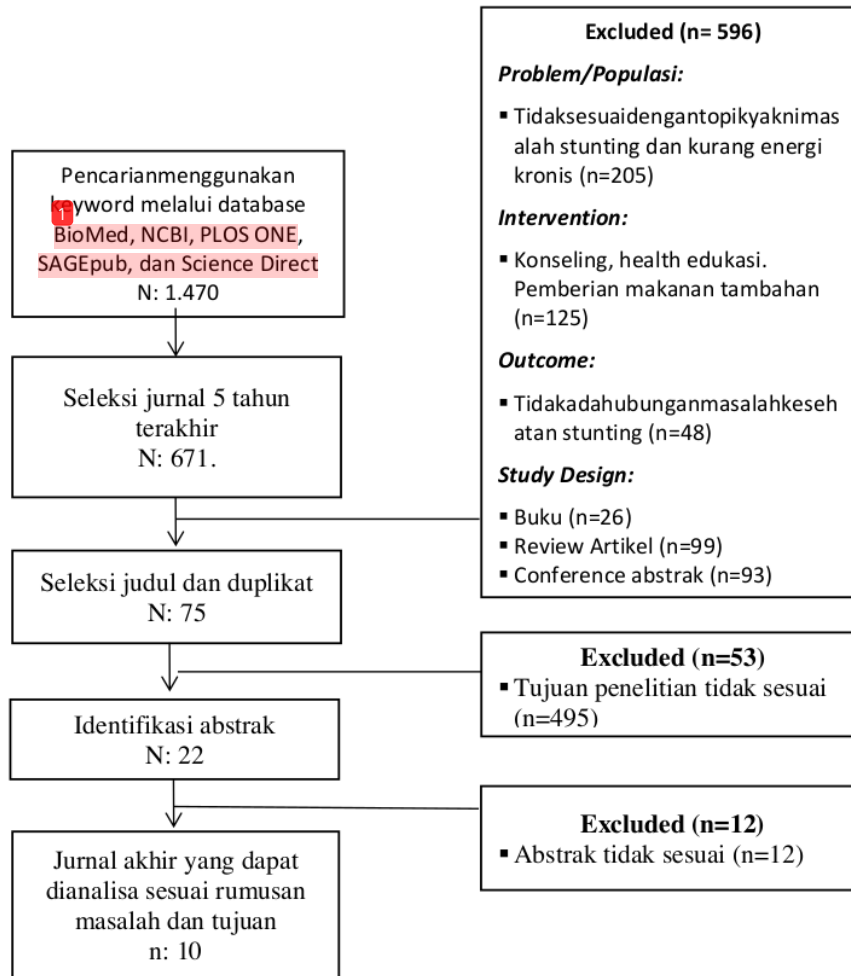 Pencarianmenggunakan
keyword melalui database
1
BioMed, NCBI, PLOS ONE,
SAGEpub, dan Science Direct
N: 1.470
Seleksi jurnal 5 tahun
terakhir
N: 671.
Seleksi judul dan duplikat
N: 75
Identifikasi abstrak
N: 22
Jurnal akhir yang dapat
dianalisa sesuai rumusan
masalah dan tujuan
n: 10
Excluded (n= 596)
Problem/Populasi:
▪ Tidaksesuaidengantopikyaknimas
alah stunting dan kurang energi
kronis (n=205)
Intervention:
▪ Konseling, health edukasi.
Pemberian makanan tambahan
(n=125)
Outcome:
▪ Tidakadahubunganmasalahkeseh
atan stunting (n=48)
Study Design:
▪ Buku (n=26)
▪ Review Artikel (n=99)
▪ Conference abstrak (n=93)
Excluded (n=53)
▪ Tujuan penelitian tidak sesuai
(n=495)
Excluded (n=12)
▪ Abstrak tidak sesuai (n=12)